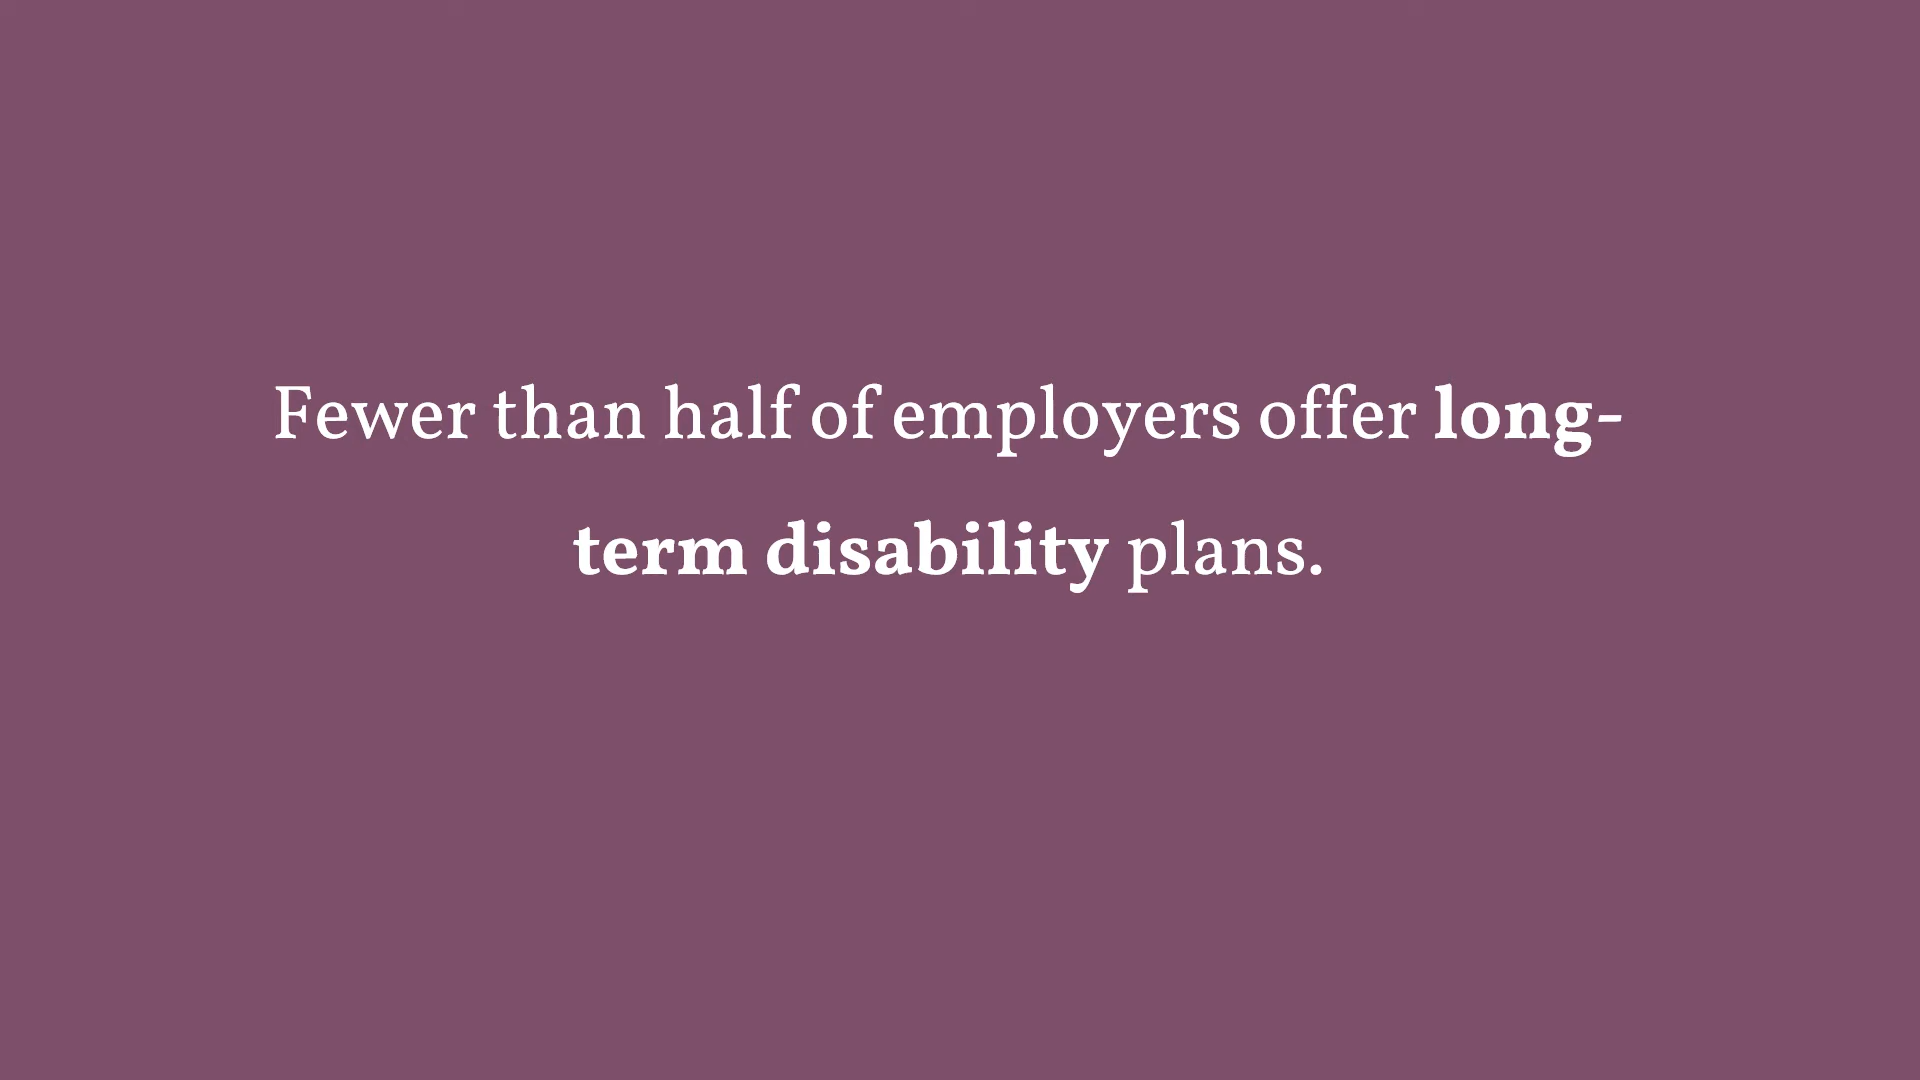 Fewer than half of employers offer long-
term disability plans.